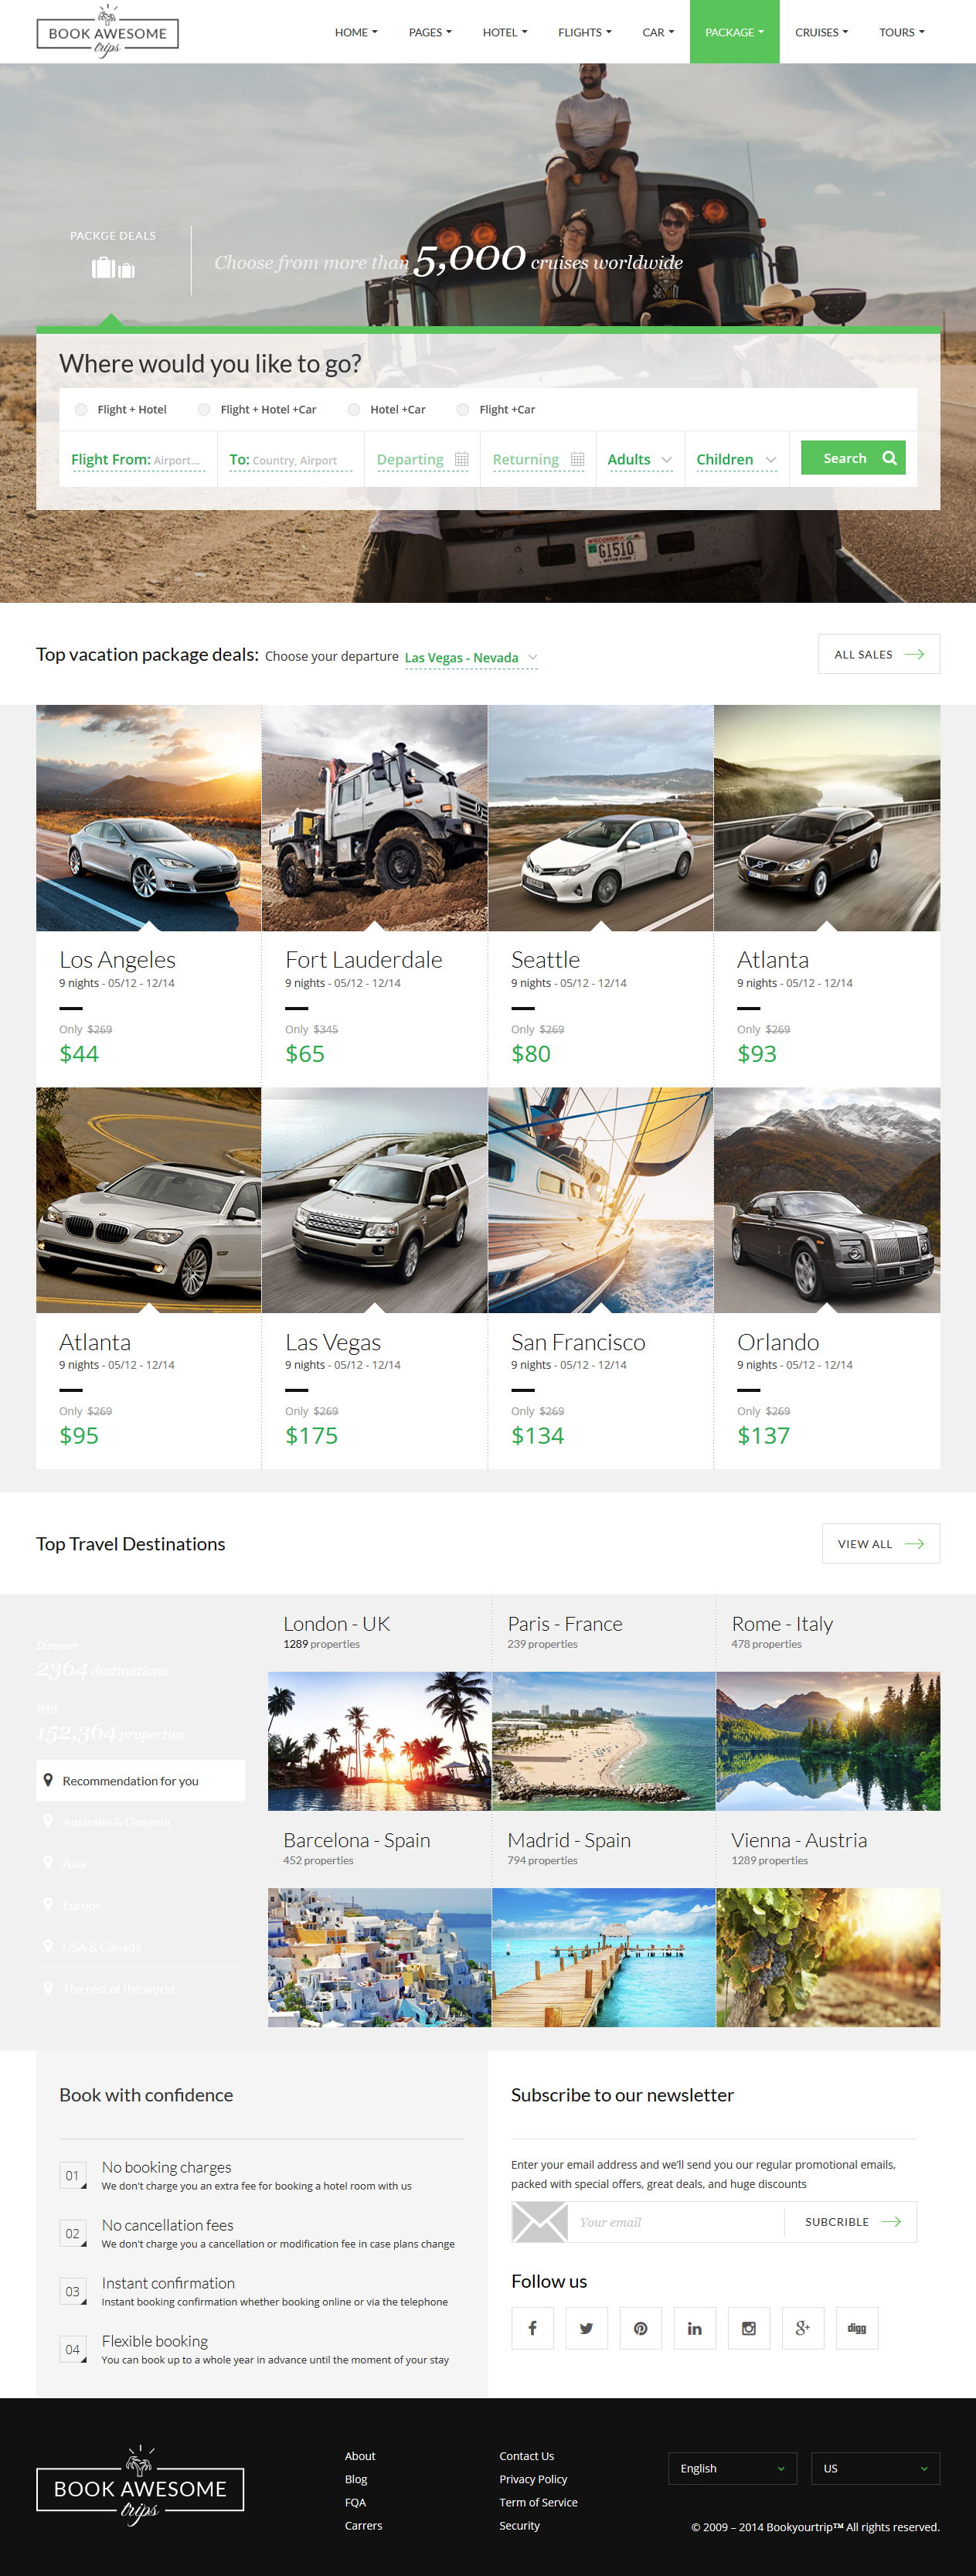 BOOK AWESOME
trips
HOME PAGES HOTEL FLIGHTS CAR PACKAGE CRUISES TOURS
PACKGE DEALS
Choose from more than 5,000 cruises worldwide
Where would you like to go?
Flight + Hotel Flight + Hotel +Car Hotel +Car Flight +Car
Flight From: Airport... To: Country, Airport Departing Returning Adults Children Search
WISCONSIN
G1510
MOTOR HOME
Top vacation package deals: Choose your departure Las Vegas - Nevada ALL SALES
Los Angeles Fort Lauderdale Seattle Atlanta
9 nights - 05/12 - 12/14 9 nights - 05/12 - 12/14 9 nights - 05/12 - 12/14 9 nights - 05/12 - 12/14
Only $269 Only $345 Only $269 Only $269
$44 $65 $80 $93
Atlanta Las Vegas San Francisco Orlando
9 nights - 05/12 - 12/14 9 nights - 05/12 - 12/14 9 nights - 05/12 - 12/14 9 nights - 05/12 - 12/14
Only $269 Only $269 Only $269 Only $269
$95 $175 $134 $137
Top Travel Destinations VIEW ALL
Discover
2364 destinations
With
152,364 properties
Recommendation for you
Australia & Oceania
Asia
Europe
USA & Canada
The rest of the world
London - UK Paris - France Rome - Italy
1289 properties 239 properties 478 properties
Barcelona - Spain Madrid - Spain Vienna - Austria
452 properties 794 properties 1289 properties
Book with confidence
01 No booking charges
We don't charge you an extra fee for booking a hotel room with us
02 No cancellation fees
We don't charge you a cancellation or modification fee in case plans change
03 Instant confirmation
Instant booking confirmation whether booking online or via the telephone
04 Flexible booking
You can book up to a whole year in advance until the moment of your stay
Subscribe to our newsletter
Enter your email address and we'll send you our regular promotional emails,
packed with special offers, great deals, and huge discounts
Your email SUBCRIBLE
Follow us
digg
BOOK AWESOME
trips
About
Blog
FQA
Carrers
Contact Us
Privacy Policy
Term of Service
Security
English US
© 2009 – 2014 Bookyourtrip™ All rights reserved.